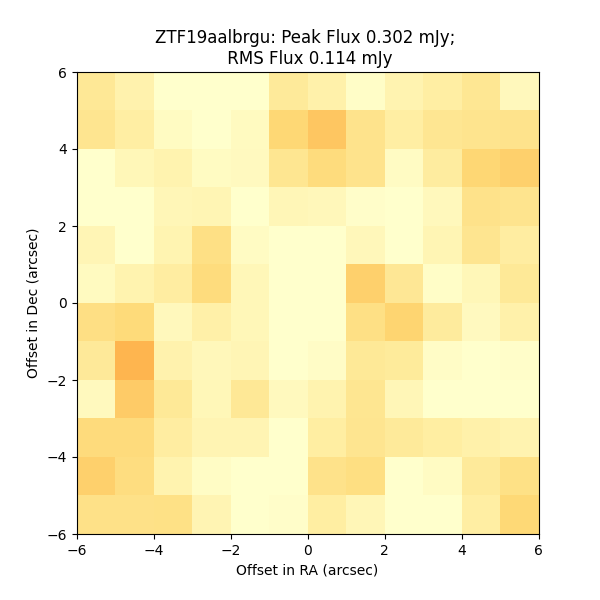 ZTF19aalbrgu: Peak Flux 0.302 mJy;
RMS Flux 0.114 mJy
6
4
2
0
−2
−4
−6
Offset in Dec (arcsec)
−6 −4 −2 0 2 4 6
Offset in RA (arcsec)